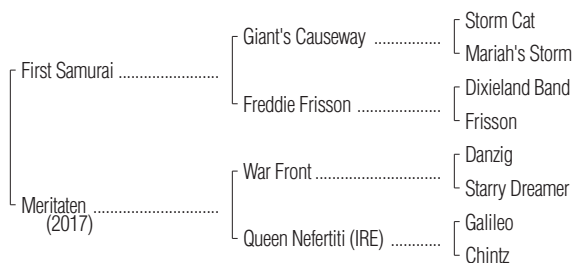 Storm Cat
Giant's Causeway ................
Mariah's Storm
First Samurai ........................
Dixieland Band
Freddie Frisson ....................
Frisson
Danzig
War Front .............................
Starry Dreamer
Meritaten ..............................
(2017)
Galileo
Queen Nefertiti (IRE) ............
Chintz